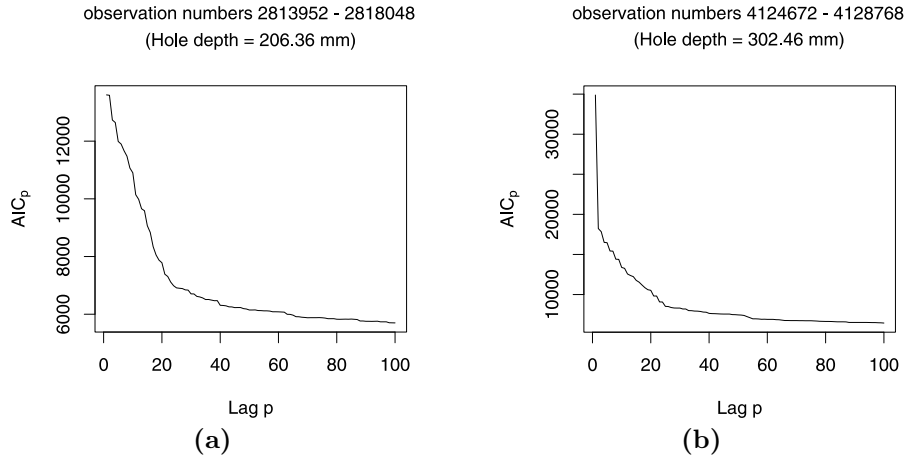 observation numbers 2813952 - 2818048
(Hole depth = 206.36 mm)
AICp
12000
10000
8000
6000
0 20 40 60 80 100
Lag p
(a)
observation numbers 4124672 - 4128768
(Hole depth = 302.46 mm)
AICp
30000
20000
10000
0 20 40 60 80 100
Lag p
(b)